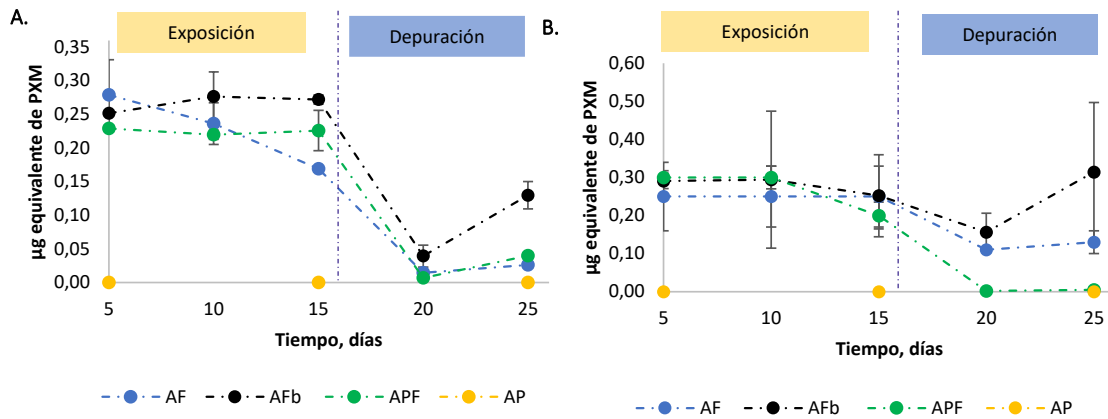 A.
Exposición
Depuración
µg equivalente de PXM
0,35
0,30
0,25
0,20
0,15
0,10
0,05
0,00
5
10
15
20
25
Tiempo, días
AF
AFb
APF
AP
B.
Exposición
Depuración
µg equivalente de PXM
0,60
0,50
0,40
0,30
0,20
0,10
0,00
5
10
15
20
25
Tiempo, días
AF
AFb
APF
AP